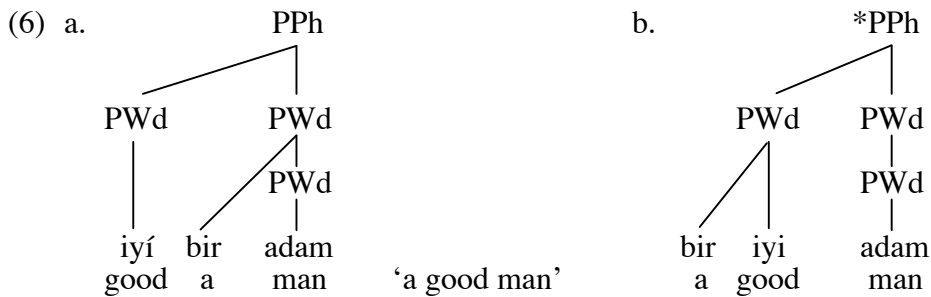 (6) a. PPh b. *PPh
PWd PWd PWd PWd
PWd PWd
iyí bir adam bir iyi adam
good a man ‘a good man’ a good man